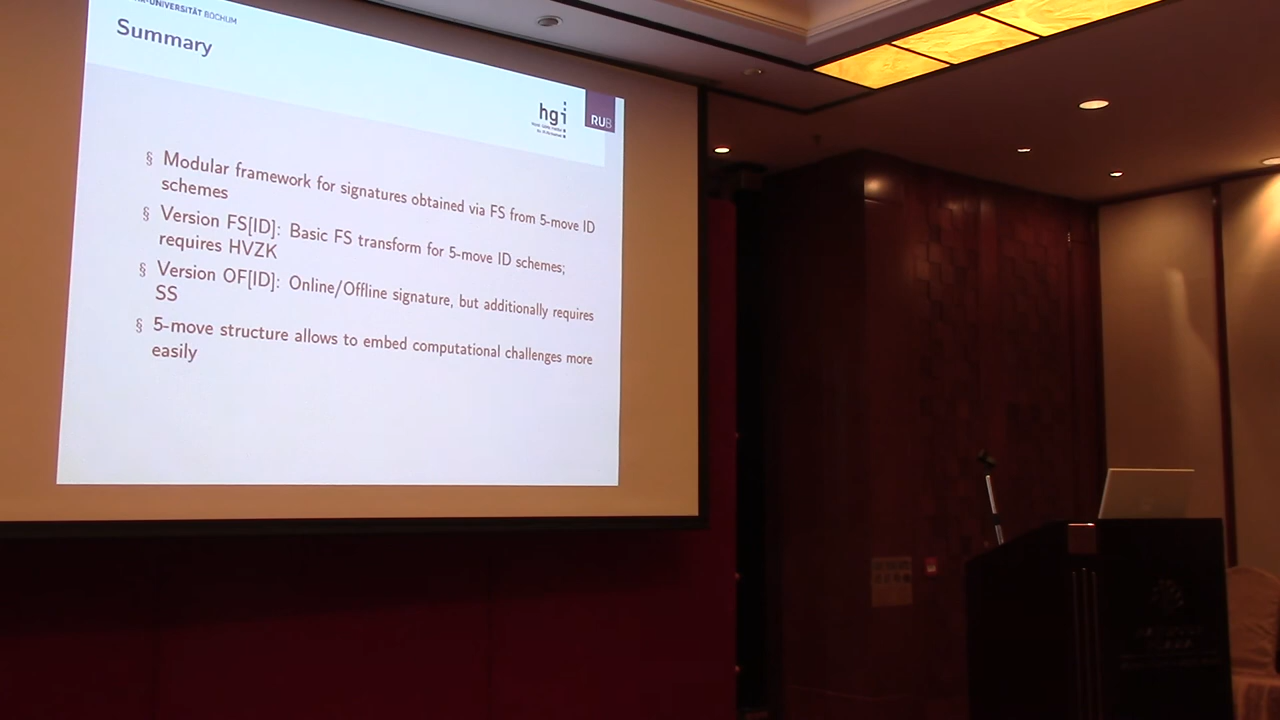 UNIVERSITÄT BOCHUM
Summary
hgi
RUB
§ Modular framework for signatures obtained via FS from 5-move ID
schemes
§ Version FS[ID]: Basic FS transform for 5-move ID schemes;
requires HVZK
§ Version OF[ID]: Online/Offline signature, but additionally requires
SS
§ 5-move structure allows to embed computational challenges more
easily